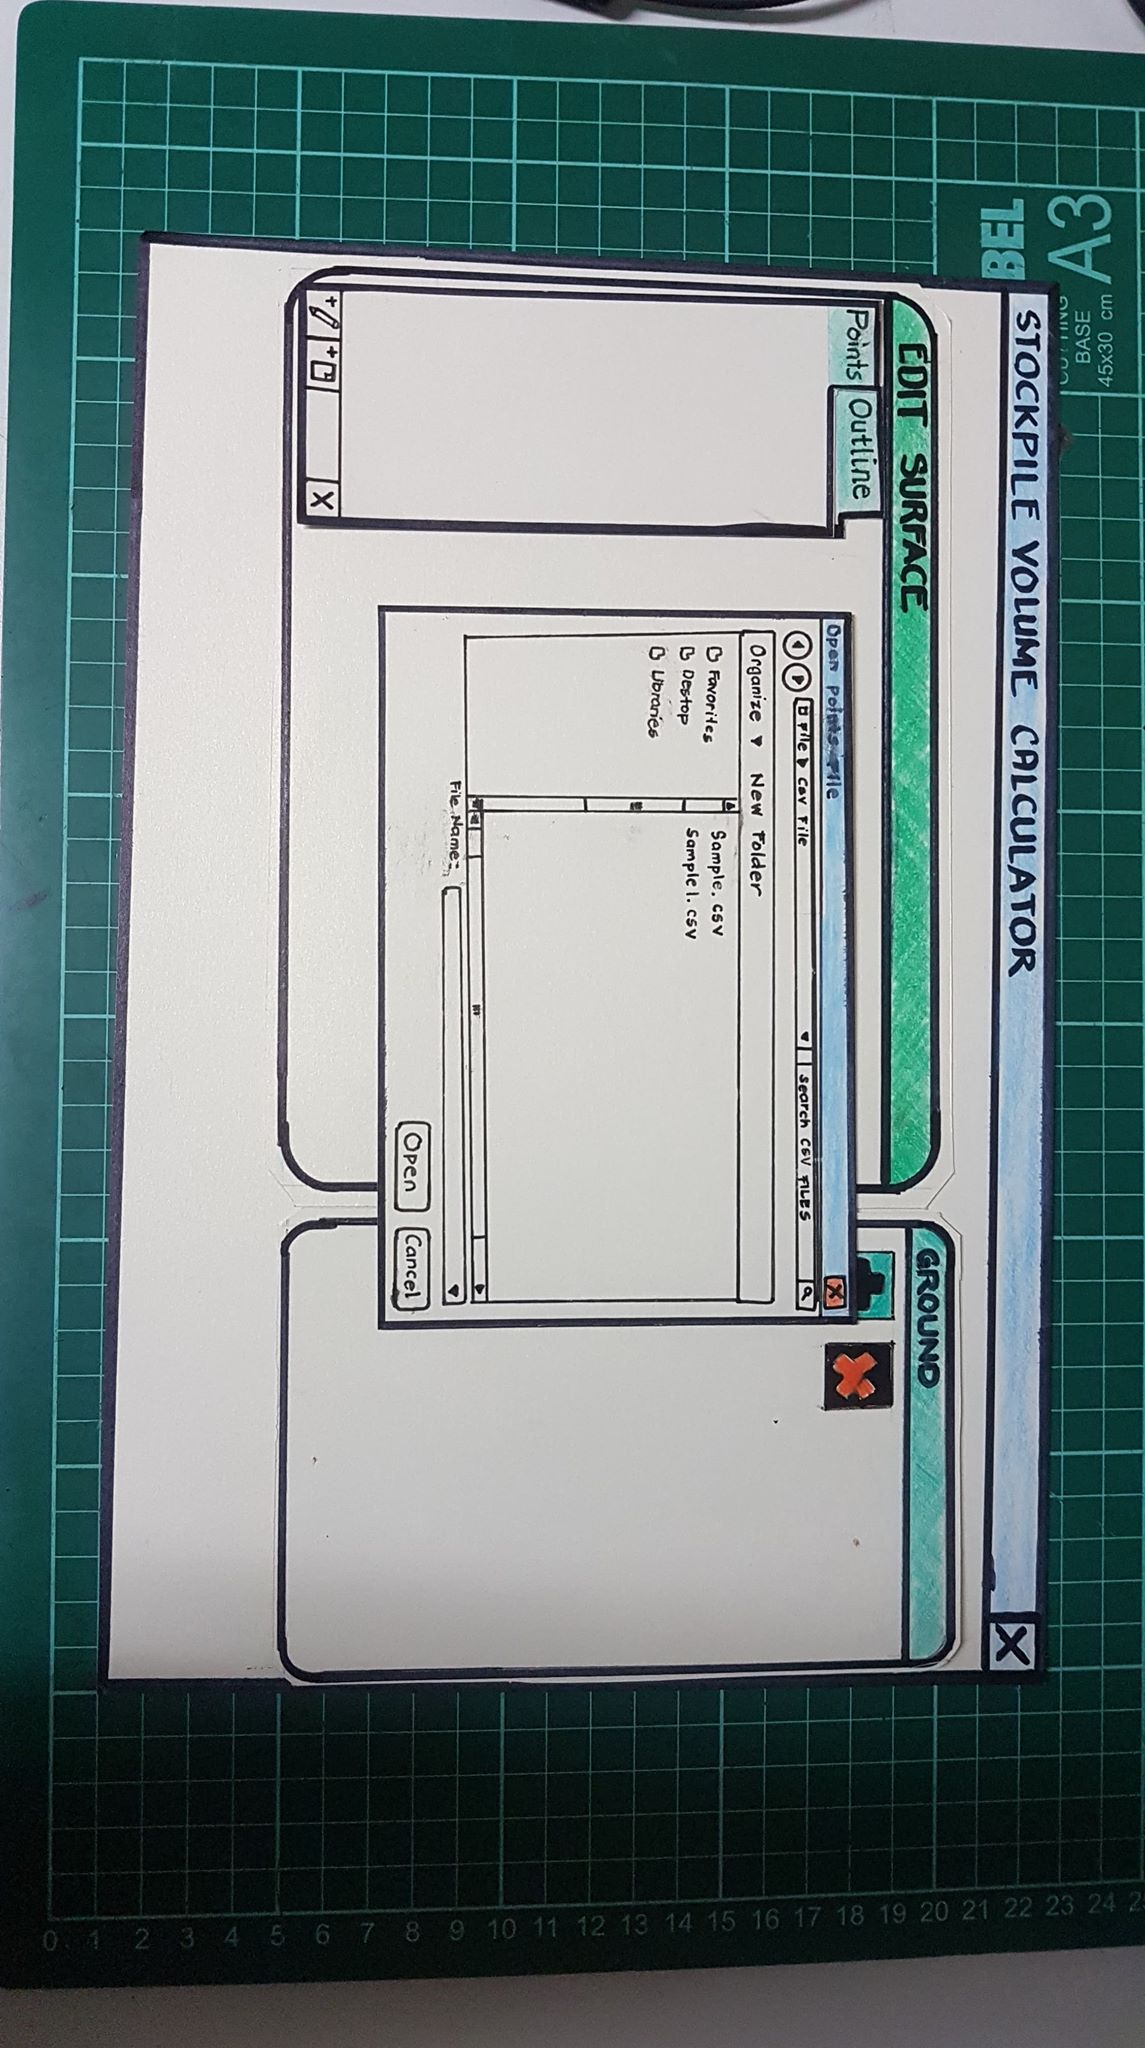 STOCKPILE VOLUME CALCULATOR X
EDIT SURFACE
GROUND
Points Outline
Open Points File X
File CSV File
Search CSV FILES
Organize New Folder
Favorites
Destop
Libraries
Sample.csv
Sample1.csv
File Name:
Open Cancel
+ + X
BEL
A3
BASE
45x30 cm
0 1 2 3 4 5 6 7 8 9 10 11 12 13 14 15 16 17 18 19 20 21 22 23 24